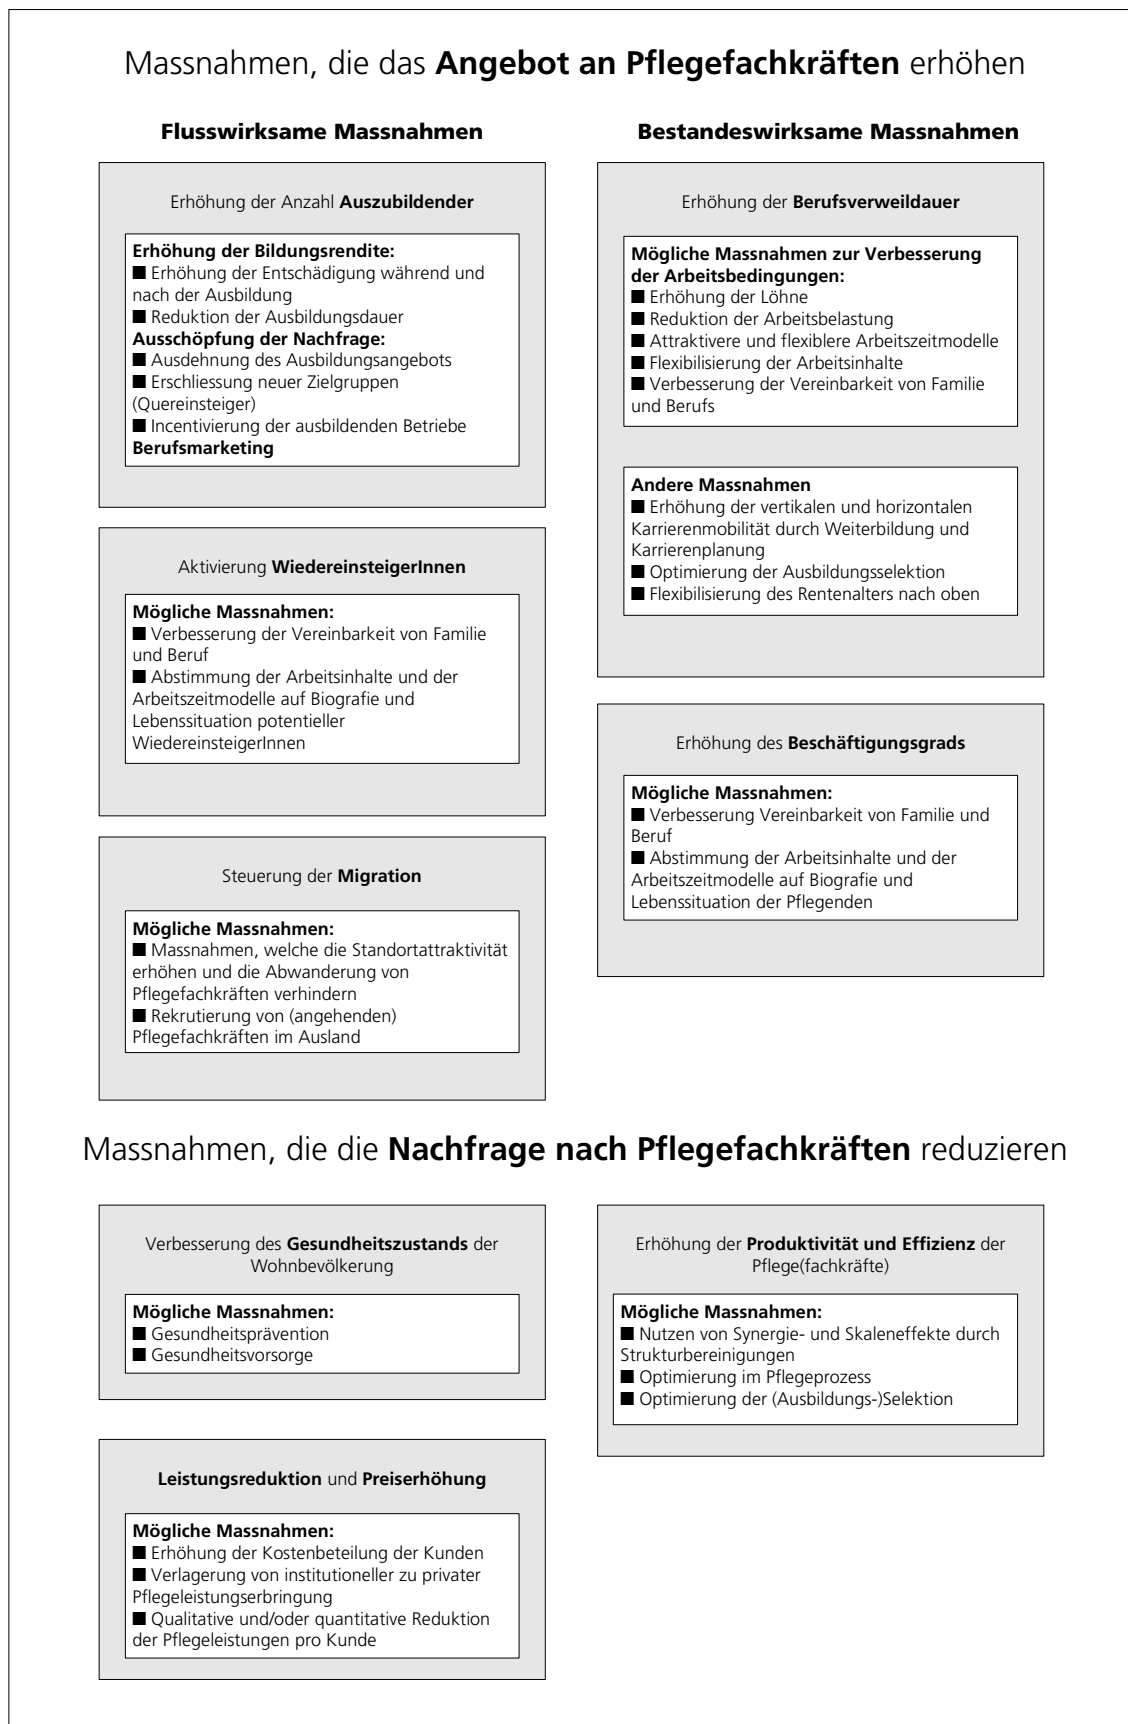 Massnahmen, die das Angebot an Pflegefachkräften erhöhen
Flusswirksame Massnahmen
Erhöhung der Anzahl Auszubildender
Erhöhung der Bildungsrendite:
■ Erhöhung der Entschädigung während und
nach der Ausbildung
■ Reduktion der Ausbildungsdauer
Ausschöpfung der Nachfrage:
■ Ausdehnung des Ausbildungsangebots
■ Erschliessung neuer Zielgruppen
(Quereinsteiger)
■ Incentivierung der ausbildenden Betriebe
Berufsmarketing
Aktivierung WiedereinsteigerInnen
Mögliche Massnahmen:
■ Verbesserung der Vereinbarkeit von Familie
und Beruf
■ Abstimmung der Arbeitsinhalte und der
Arbeitszeitmodelle auf Biografie und
Lebenssituation potentieller
WiedereinsteigerInnen
Steuerung der Migration
Mögliche Massnahmen:
■ Massnahmen, welche die Standortattraktivität
erhöhen und die Abwanderung von
Pflegefachkräften verhindern
■ Rekrutierung von (angehenden)
Pflegefachkräften im Ausland
Bestandeswirksame Massnahmen
Erhöhung der Berufsverweildauer
Mögliche Massnahmen zur Verbesserung
der Arbeitsbedingungen:
■ Erhöhung der Löhne
■ Reduktion der Arbeitsbelastung
■ Attraktivere und flexiblere Arbeitszeitmodelle
■ Flexibilisierung der Arbeitsinhalte
■ Verbesserung der Vereinbarkeit von Familie
und Berufs
Andere Massnahmen
■ Erhöhung der vertikalen und horizontalen
Karrierenmobilität durch Weiterbildung und
Karrierenplanung
■ Optimierung der Ausbildungsselektion
■ Flexibilisierung des Rentenalters nach oben
Erhöhung des Beschäftigungsgrads
Mögliche Massnahmen:
■ Verbesserung Vereinbarkeit von Familie und
Beruf
■ Abstimmung der Arbeitsinhalte und der
Arbeitszeitmodelle auf Biografie und
Lebenssituation der Pflegenden
Massnahmen, die die Nachfrage nach Pflegefachkräften reduzieren
Verbesserung des Gesundheitszustands der
Wohnbevölkerung
Mögliche Massnahmen:
■ Gesundheitsprävention
■ Gesundheitsvorsorge
Leistungsreduktion und Preiserhöhung
Mögliche Massnahmen:
■ Erhöhung der Kostenbeteilung der Kunden
■ Verlagerung von institutioneller zu privater
Pflegeleistungserbringung
■ Qualitative und/oder quantitative Reduktion
der Pflegeleistungen pro Kunde
Erhöhung der Produktivität und Effizienz der
Pflege(fachkräfte)
Mögliche Massnahmen:
■ Nutzen von Synergie- und Skaleneffekte durch
Strukturbereinigungen
■ Optimierung im Pflegeprozess
■ Optimierung der (Ausbildungs-)Selektion